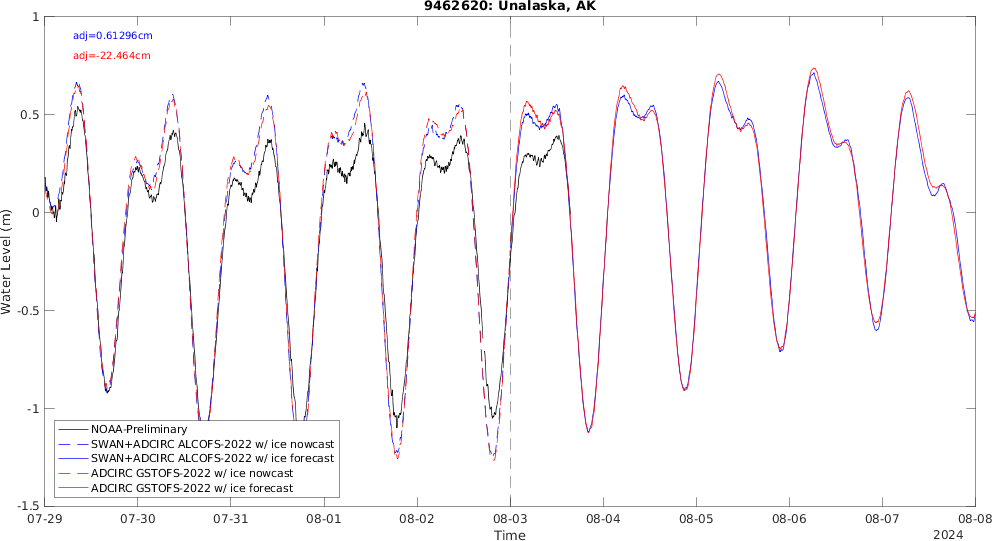 9462620: Unalaska, AK
adj=0.61296cm
adj=-22.464cm
1
0.5
0
-0.5
-1
-1.5
Water Level (m)
NOAA-Preliminary
SWAN+ADCIRC ALCOFS-2022 w/ ice nowcast
SWAN+ADCIRC ALCOFS-2022 w/ ice forecast
ADCIRC GSTOFS-2022 w/ ice nowcast
ADCIRC GSTOFS-2022 w/ ice forecast
07-29 07-30 07-31 08-01 08-02 08-03 08-04 08-05 08-06 08-07 08-08
Time
2024